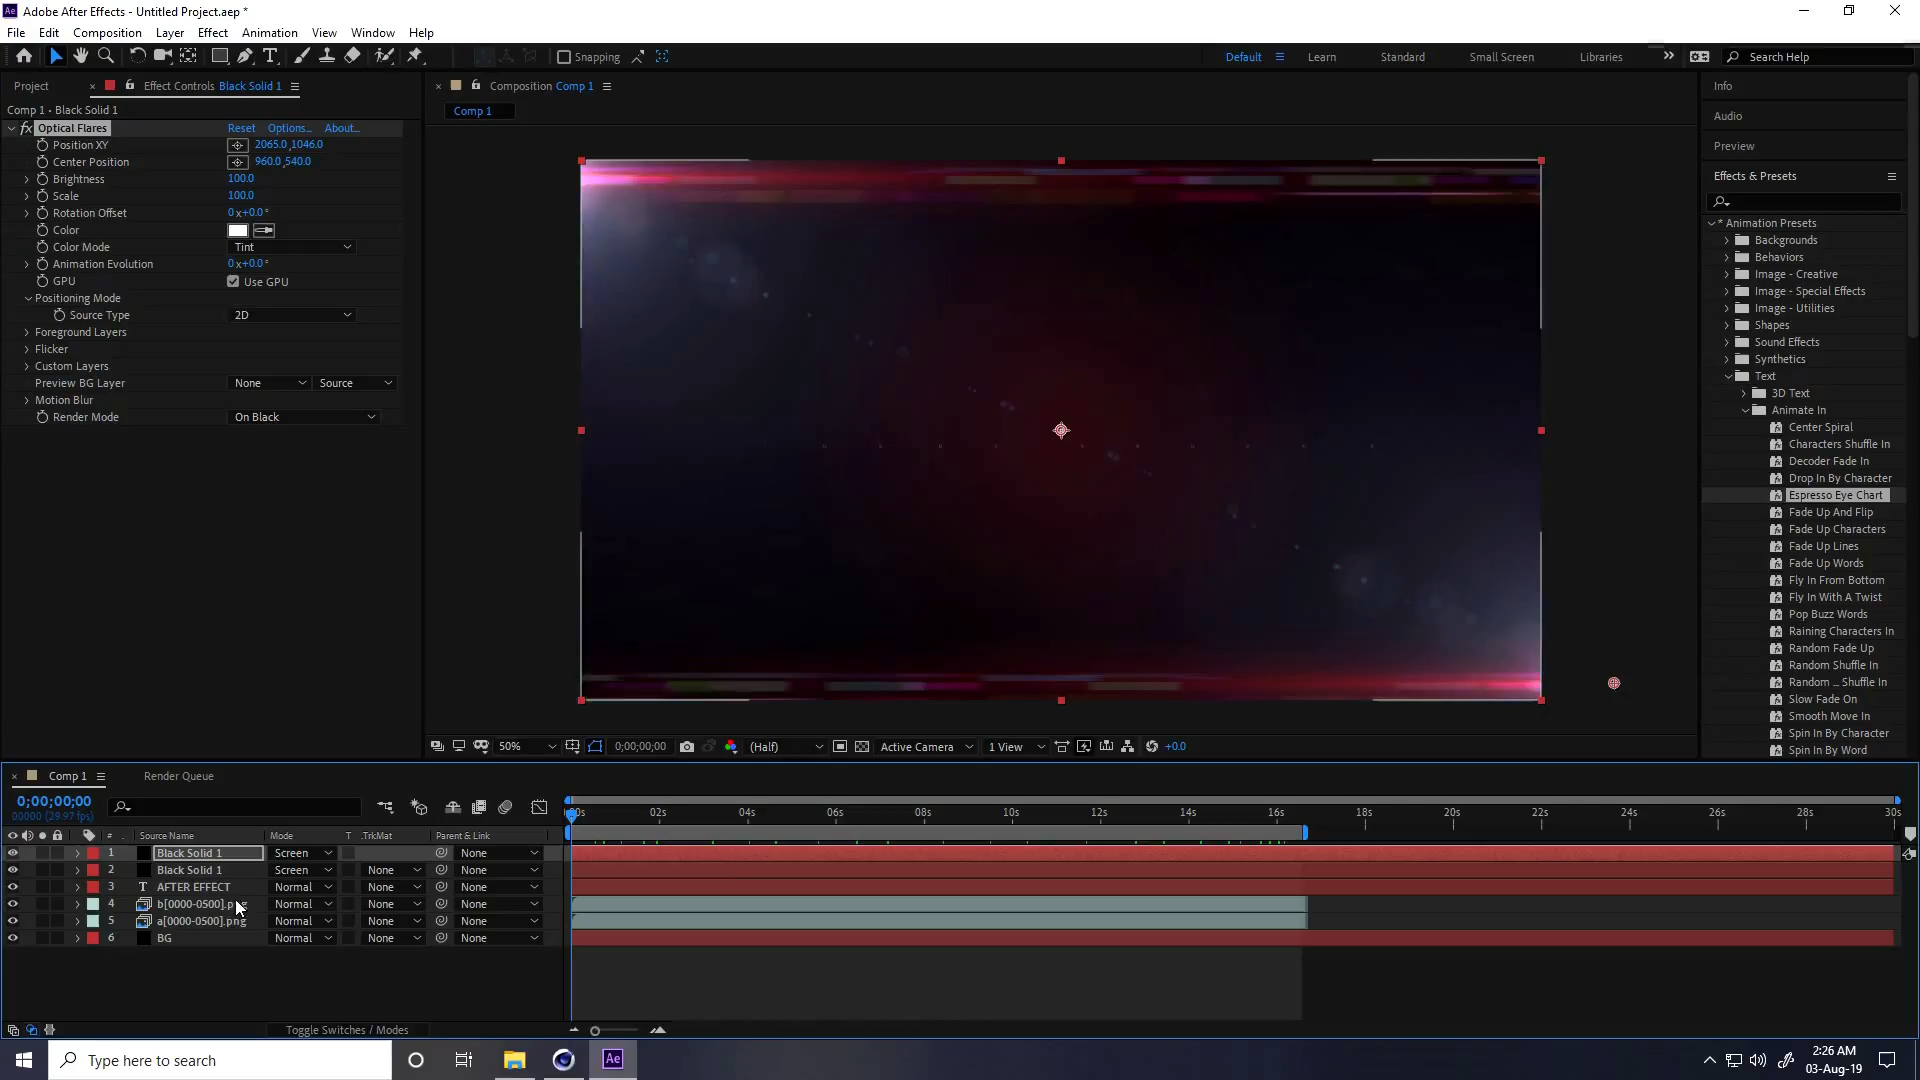 Adobe After Effects - Untitled Project.aep *
File Edit Composition Layer Effect Animation View Window Help
Snapping Default Learn Standard Small Screen Libraries Search Help
Project Effect Controls Black Solid 1
Comp 1 • Black Solid 1
fx Optical Flares Reset Options... About...
Position XY 2065.0,1046.0
Center Position 960.0,540.0
Brightness 100.0
Scale 100.0
Rotation Offset 0x+0.0°
Color
Color Mode Tint
Animation Evolution 0x+0.0°
GPU Use GPU
Positioning Mode
Source Type 2D
Foreground Layers
Flicker
Custom Layers
Preview BG Layer None Source
Motion Blur
Render Mode On Black
Composition Comp 1
Comp 1
50% 0;00;00;00 (Half) Active Camera 1 View +0.0
Info
Audio
Preview
Effects & Presets
* Animation Presets
Backgrounds
Behaviors
Image - Creative
Image - Special Effects
Image - Utilities
Shapes
Sound Effects
Synthetics
Text
3D Text
Animate In
Center Spiral
Characters Shuffle In
Decoder Fade In
Drop In By Character
Espresso Eye Chart
Fade Up And Flip
Fade Up Characters
Fade Up Lines
Fade Up Words
Fly In From Bottom
Fly In With A Twist
Pop Buzz Words
Raining Characters In
Random Fade Up
Random Shuffle In
Random ... Shuffle In
Slow Fade On
Smooth Move In
Spin In By Character
Spin In By Word
Comp 1 Render Queue
0;00;00;00
00000 (29.97 fps)
:00s 02s 04s 06s 08s 10s 12s 14s 16s 18s 20s 22s 24s 26s 28s 30s
# Source Name Mode T .TrkMat Parent & Link
1 Black Solid 1 Screen None
2 Black Solid 1 Screen None None
3 T AFTER EFFECT Normal None None
4 b[0000-0500].png Normal None None
5 a[0000-0500].png Normal None None
6 BG Normal None None
Toggle Switches / Modes
Type here to search
Ae
2:26 AM
03-Aug-19